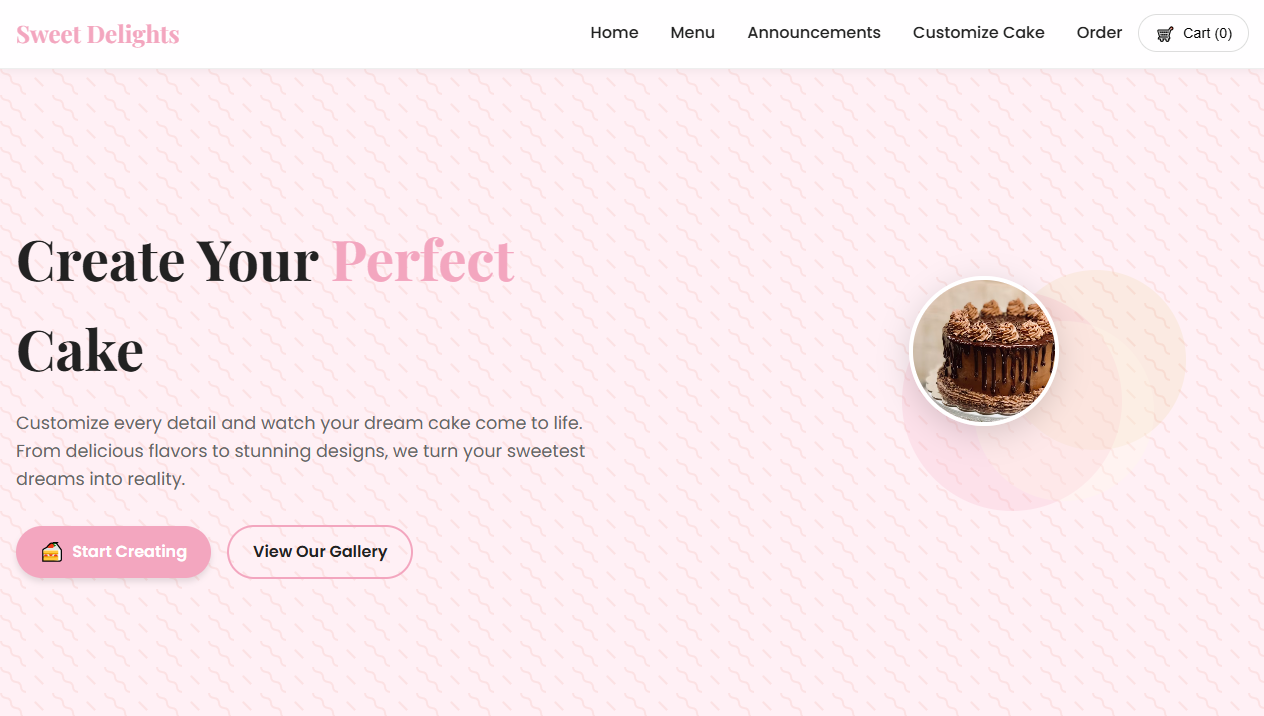 Sweet Delights
Home Menu Announcements Customize Cake Order Cart (0)
Create Your Perfect
Cake
Customize every detail and watch your dream cake come to life.
From delicious flavors to stunning designs, we turn your sweetest
dreams into reality.
Start Creating View Our Gallery